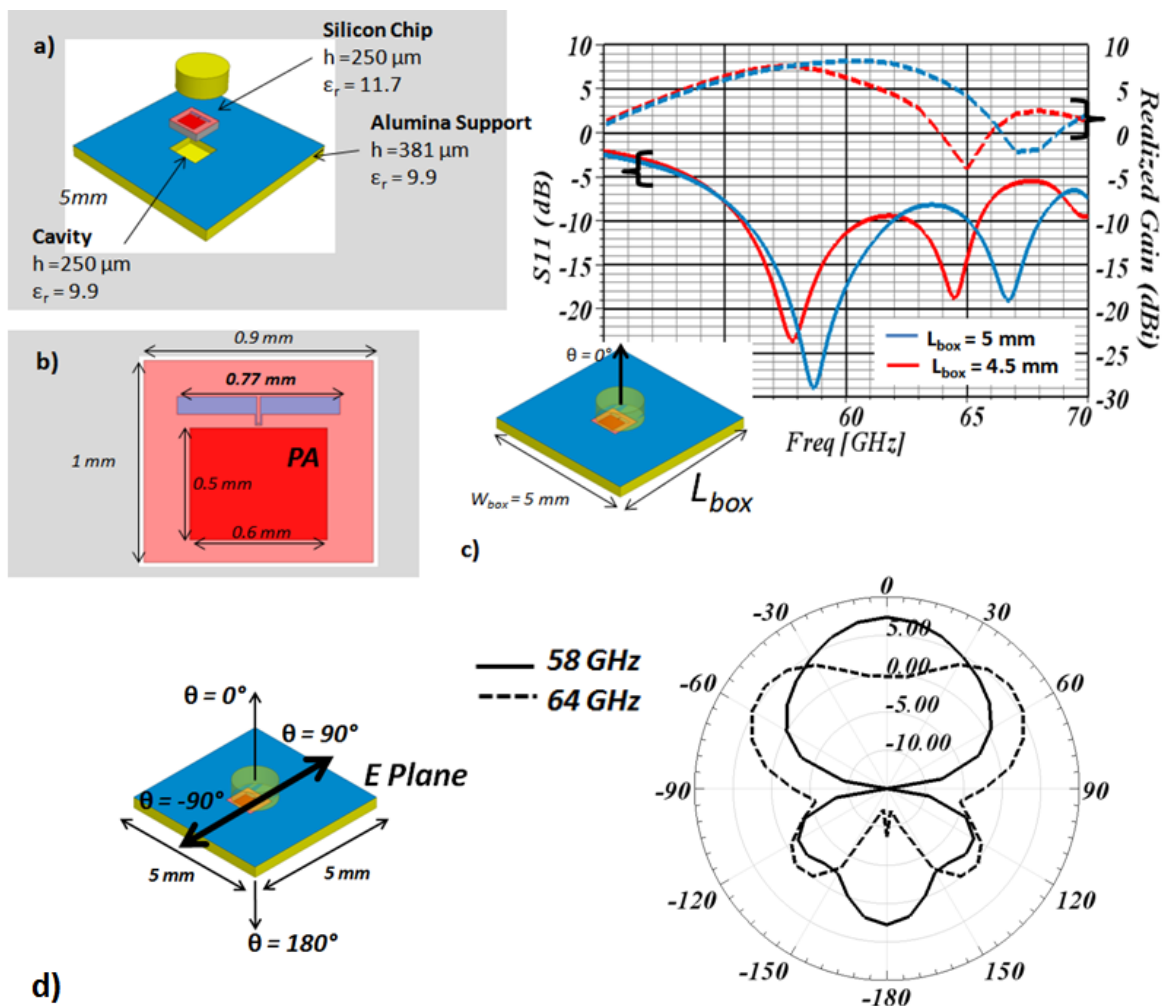 a)
Silicon Chip
h =250 µm
εr = 11.7
Alumina Support
h =381 µm
εr = 9.9
5mm
Cavity
h =250 µm
εr = 9.9
b)
0.9 mm
0.77 mm
1 mm
PA
0.5 mm
0.6 mm
10
5
0
-5
-10
-15
-20
S11 (dB)
10
5
0
-5
-10
-15
-20
-25
-30
Realized Gain (dBi)
Lbox = 5 mm
Lbox = 4.5 mm
60
65
70
Freq [GHz]
θ = 0°
Wbox = 5 mm
Lbox
c)
58 GHz
64 GHz
θ = 0°
θ = 90°
E Plane
θ = -90°
5 mm
5 mm
θ = 180°
d)
0
-30
30
5.00
0.00
-60
60
-5.00
-10.00
-90
90
-120
120
-150
150
-180